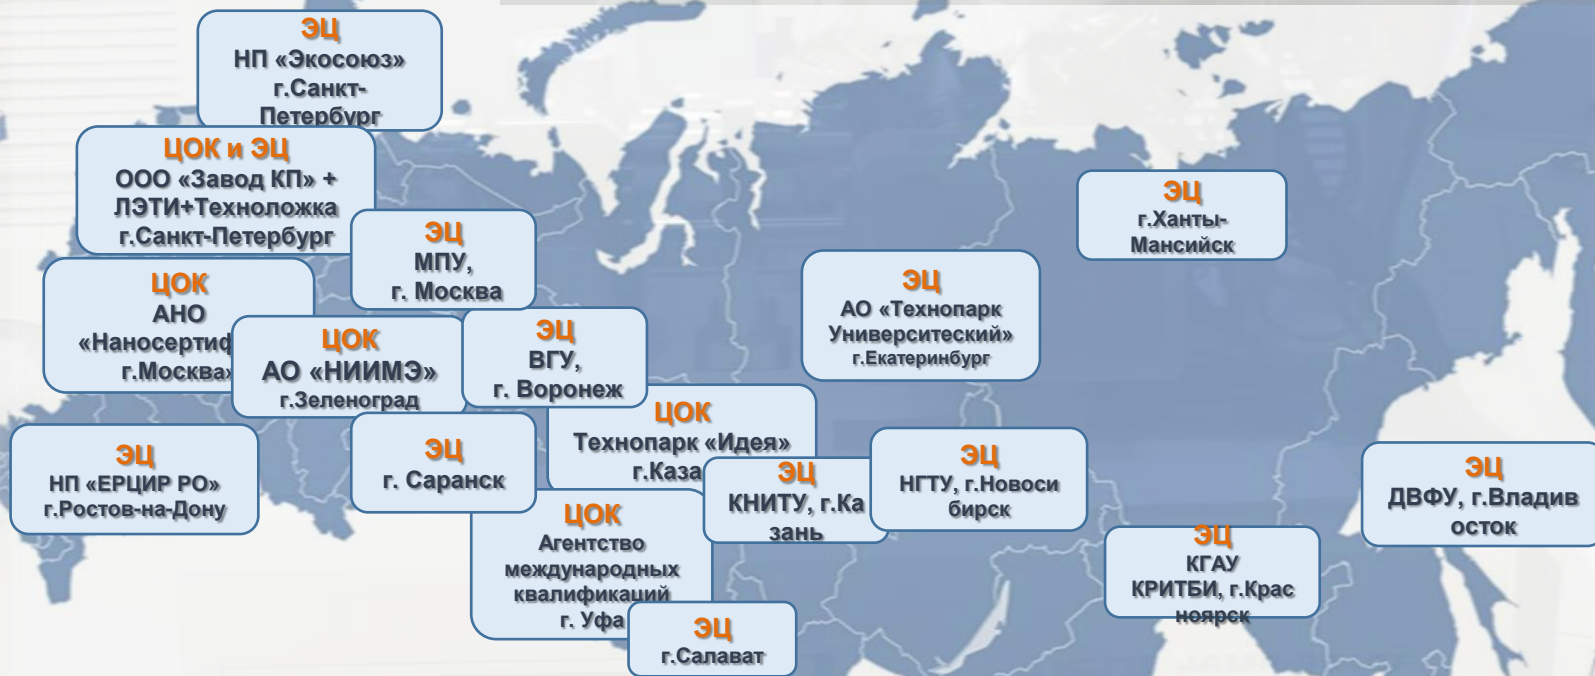 ЭЦ
НП «Экосоюз»
г.Санкт-
Петербург
ЦОК и ЭЦ
ООО «Завод КП» +
ЛЭТИ+Техноложка
г.Санкт-Петербург
ЭЦ
МПУ,
г. Москва
ЭЦ
г.Ханты-
Мансийск
ЦОК
АНО
«Наносертиф
г.Москва»
ЦОК
АО «НИИМЭ»
г.Зеленоград
ЭЦ
ВГУ,
г. Воронеж
ЭЦ
АО «Технопарк
Университеский»
г.Екатеринбург
ЭЦ
НП «ЕРЦИР РО»
г.Ростов-на-Дону
ЭЦ
г. Саранск
ЦОК
Технопарк «Идея»
г.Каза
ЭЦ
КНИТУ, г.Ка
зань
ЭЦ
НГТУ, г.Новоси
бирск
ЭЦ
ДВФУ, г.Владив
осток
ЦОК
Агентство
международных
квалификаций
г. Уфа
ЭЦ
г.Салават
ЭЦ
КГАУ
КРИТБИ, г.Крас
ноярск